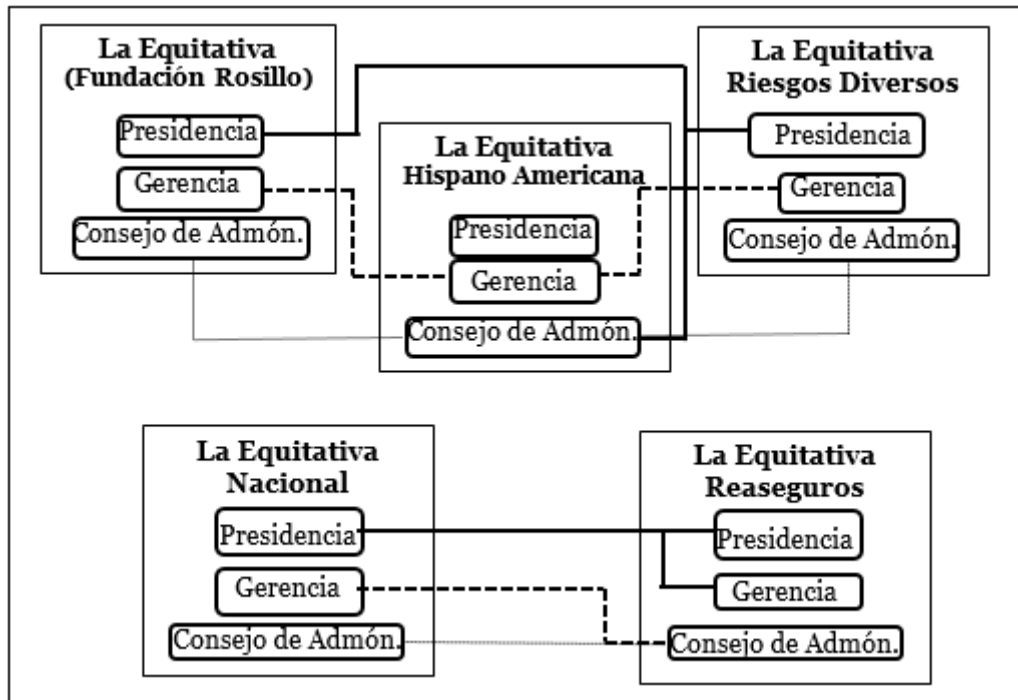 La Equitativa
(Fundación Rosillo)
Presidencia
Gerencia
Consejo de Admón.
La Equitativa
Hispano Americana
Presidencia
Gerencia
Consejo de Admón.
La Equitativa
Riesgos Diversos
Presidencia
Gerencia
Consejo de Admón.
La Equitativa
Nacional
Presidencia
Gerencia
Consejo de Admón.
La Equitativa
Reaseguros
Presidencia
Gerencia
Consejo de Admón.